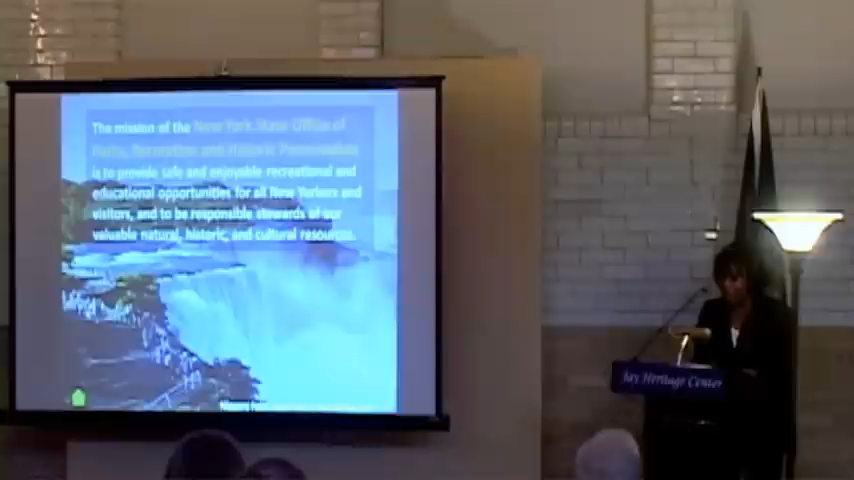 The mission of the New York State Office of
Parks, Recreation and Historic Preservation
is to provide safe and enjoyable recreational and
educational opportunities for all New Yorkers and
visitors, and to be responsible stewards of our
valuable natural, historic, and cultural resources.
Jay Heritage Center